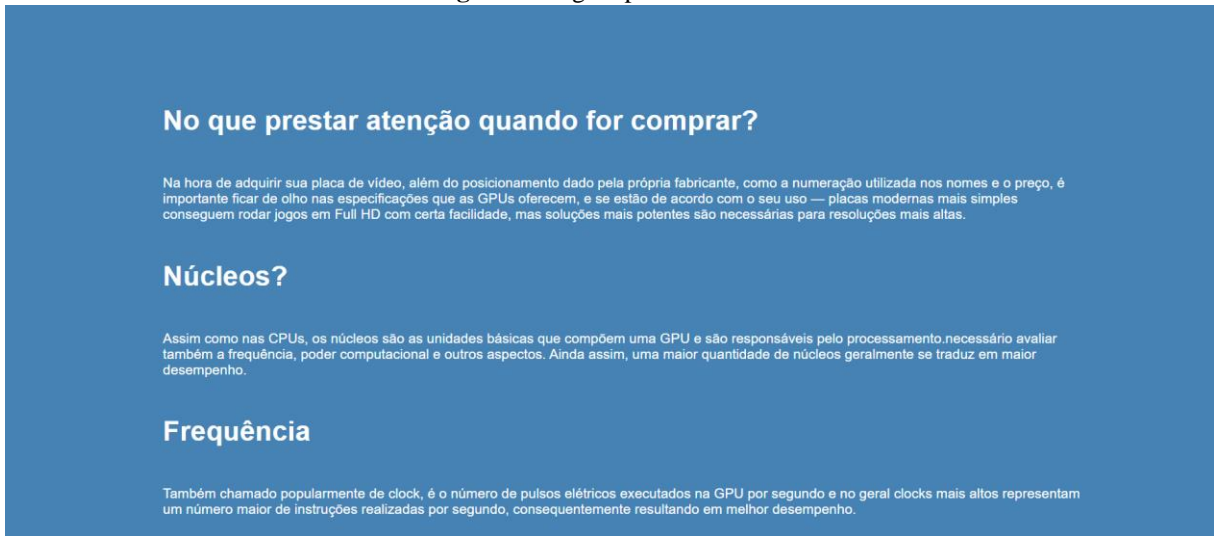 No que prestar atenção quando for comprar?
Na hora de adquirir sua placa de vídeo, além do posicionamento dado pela própria fabricante, como a numeração utilizada nos nomes e o preço, é
importante ficar de olho nas especificações que as GPUs oferecem, e se estão de acordo com o seu uso — placas modernas mais simples
conseguem rodar jogos em Full HD com certa facilidade, mas soluções mais potentes são necessárias para resoluções mais altas.
Núcleos?
Assim como nas CPUs, os núcleos são as unidades básicas que compõem uma GPU e são responsáveis pelo processamento.necessário avaliar
também a frequência, poder computacional e outros aspectos. Ainda assim, uma maior quantidade de núcleos geralmente se traduz em maior
desempenho.
Frequência
Também chamado popularmente de clock, é o número de pulsos elétricos executados na GPU por segundo e no geral clocks mais altos representam
um número maior de instruções realizadas por segundo, consequentemente resultando em melhor desempenho.